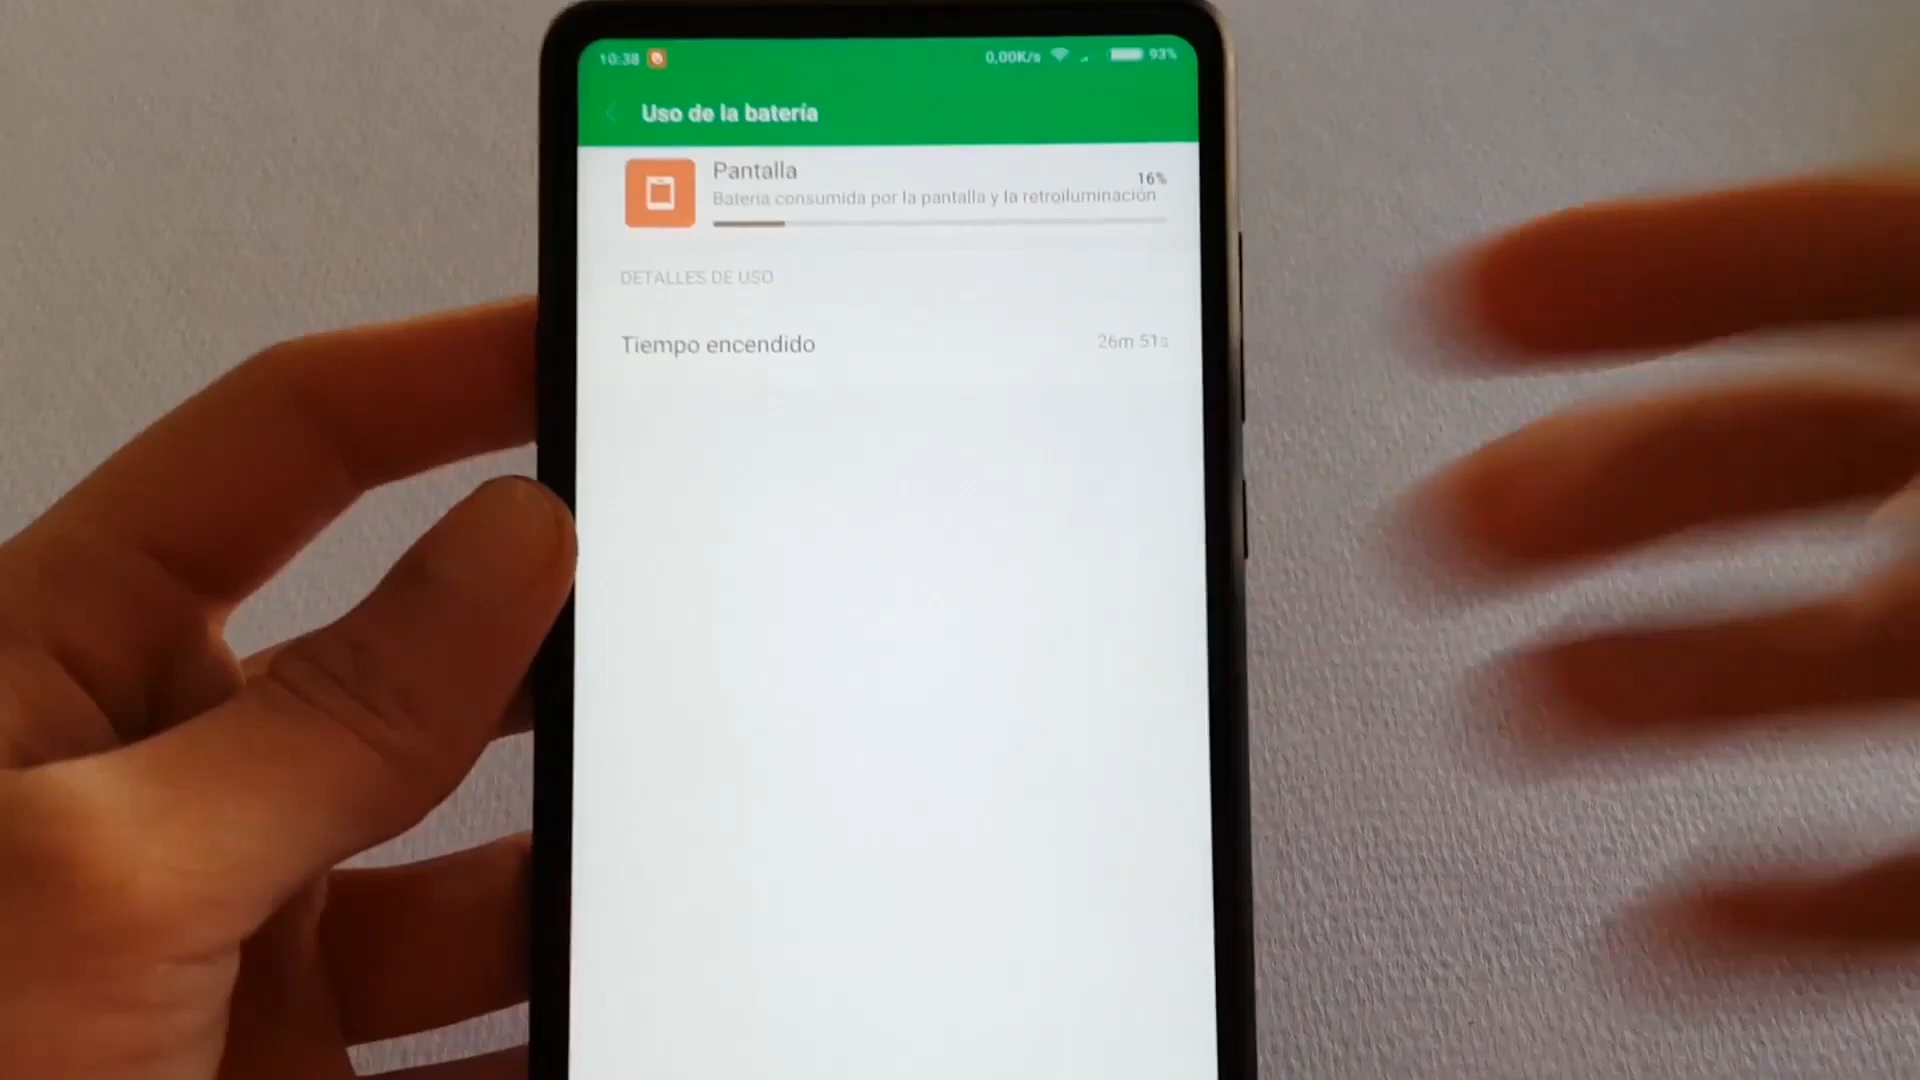 10:38 0,00K/s 93%
Uso de la batería
Pantalla
16%
Batería consumida por la pantalla y la retroiluminación
DETALLES DE USO
Tiempo encendido 26m 51s